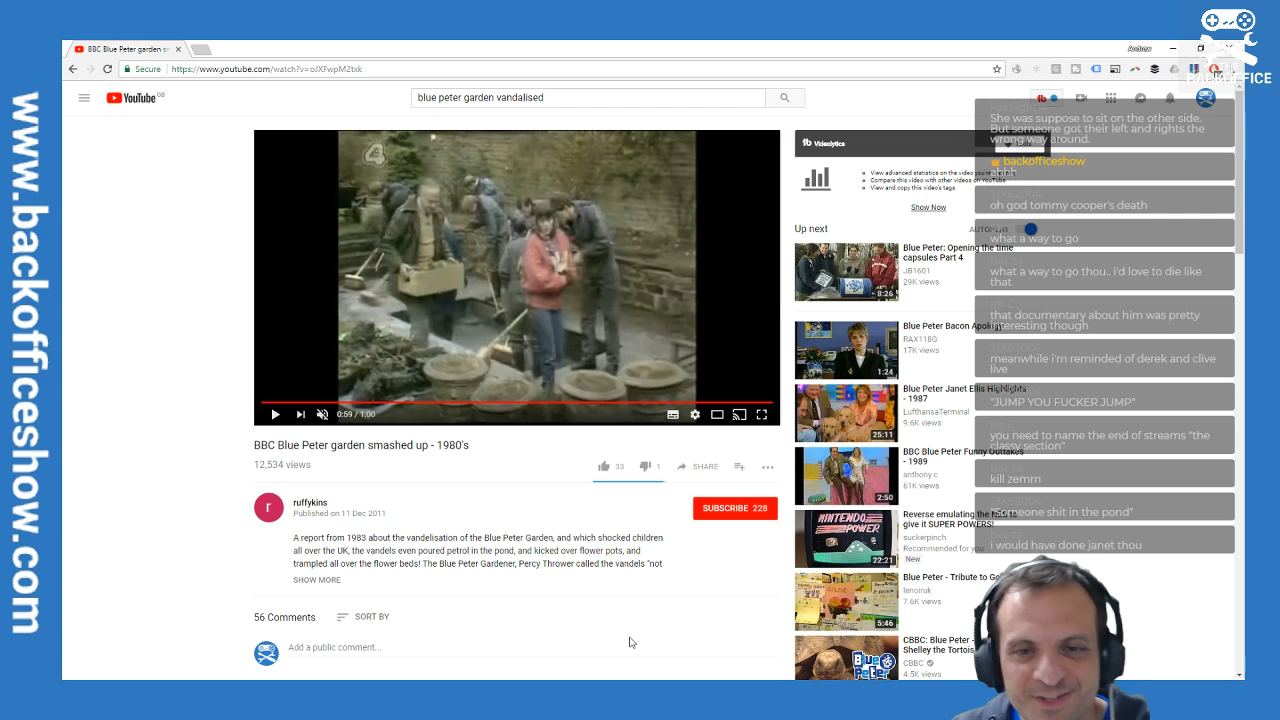 www.backofficeshow.com
THE
BACKOFFICE
BBC Blue Peter garden sm
Andrew
Secure
https://www.youtube.com/watch?v=oJXFwpM2txk
YouTube GB
blue peter garden vandalised
4
0:59 / 1:00
BBC Blue Peter garden smashed up - 1980's
12,534 views
33
1
SHARE
r
ruffykins
Published on 11 Dec 2011
SUBSCRIBE 228
A report from 1983 about the vandelisation of the Blue Peter Garden, and which shocked children
all over the UK, the vandels even poured petrol in the pond, and kicked over flower pots, and
trampled all over the flower beds! The Blue Peter Gardener, Percy Thrower called the vandels "not
SHOW MORE
56 Comments
SORT BY
Add a public comment...
tb Videolytics
View advanced statistics on the video
Compare this video with other videos on YouTube
View and copy this video's tags
Show Now
Up next
AUTOPLAY
Blue Peter: Opening the time
capsules Part 4
JB1601
29K views
8:26
Blue Peter Bacon Apology
RAX118G
17K views
1:24
Blue Peter Janet Ellis Highlights
- 1987
LufthansaTerminal
9.6K views
25:11
BBC Blue Peter Funny Outtakes
- 1989
anthony c
61K views
2:50
NINTENDO
POWER
Reverse emulating the
give it SUPER POWERS!
suckerpinch
Recommended for you
New
22:21
Blue Peter - Tribute to
lenoiruk
7.6K views
5:46
CBBC: Blue Peter -
Shelley the Tortoise
CBBC
4.5K views
Blue
Peter
She was suppose to sit on the other side.
But someone got their left and rights the
wrong way around.
backofficeshow
ahhh
oh god tommy cooper's death
what a way to go
what a way to go thou.. i'd love to die like
that
that documentary about him was pretty
interesting though
meanwhile i'm reminded of derek and clive
live
"JUMP YOU FUCKER JUMP"
you need to name the end of streams "the
classy section"
kill zemm
"Someone shit in the pond"
i would have done janet thou